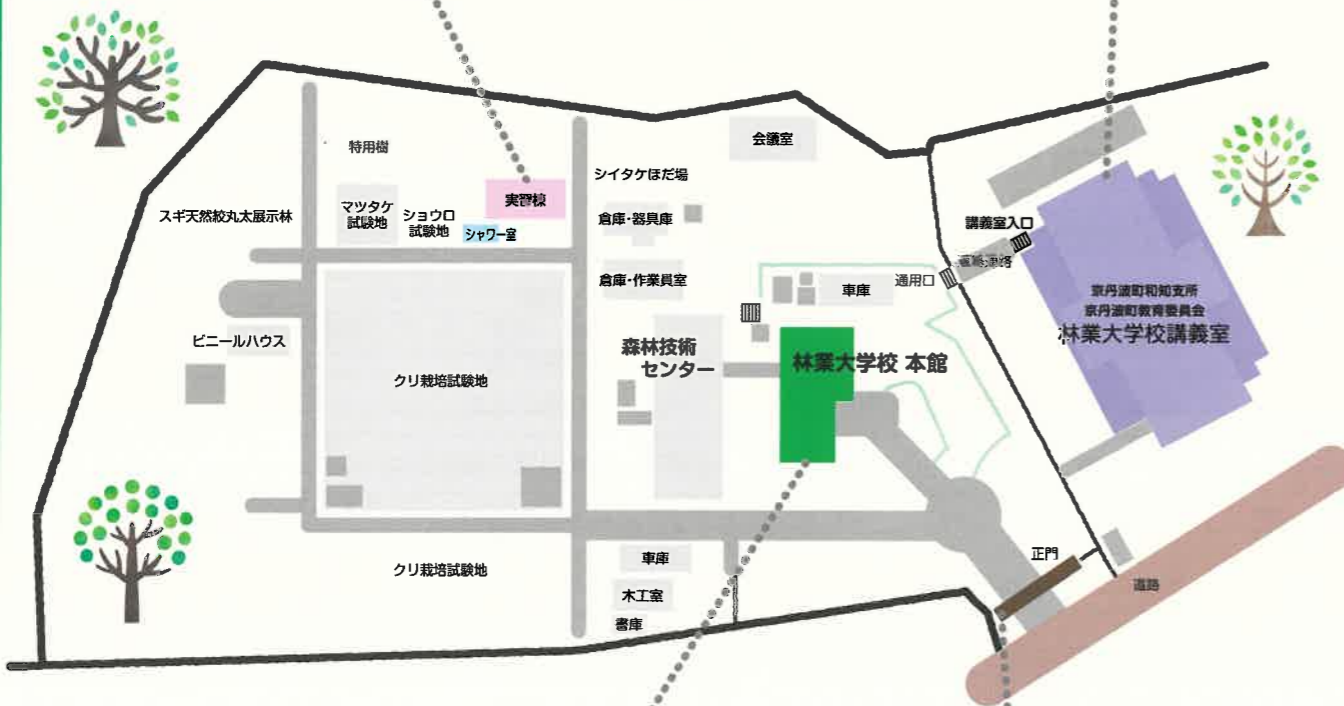 特用樹
会議室
シイタケほだ場
実習棟
マツタケ
試験地
ショウロ
試験地
シャワー室
スギ天然絞丸太展示林
倉庫・器具庫
講義室入口
連絡通路
倉庫・作業員室
通用口
車庫
京丹波町和知支所
京丹波町教育委員会
林業大学校講義室
ビニールハウス
森林技術
センター
林業大学校 本館
クリ栽培試験地
正門
車庫
クリ栽培試験地
道路
木工室
書庫